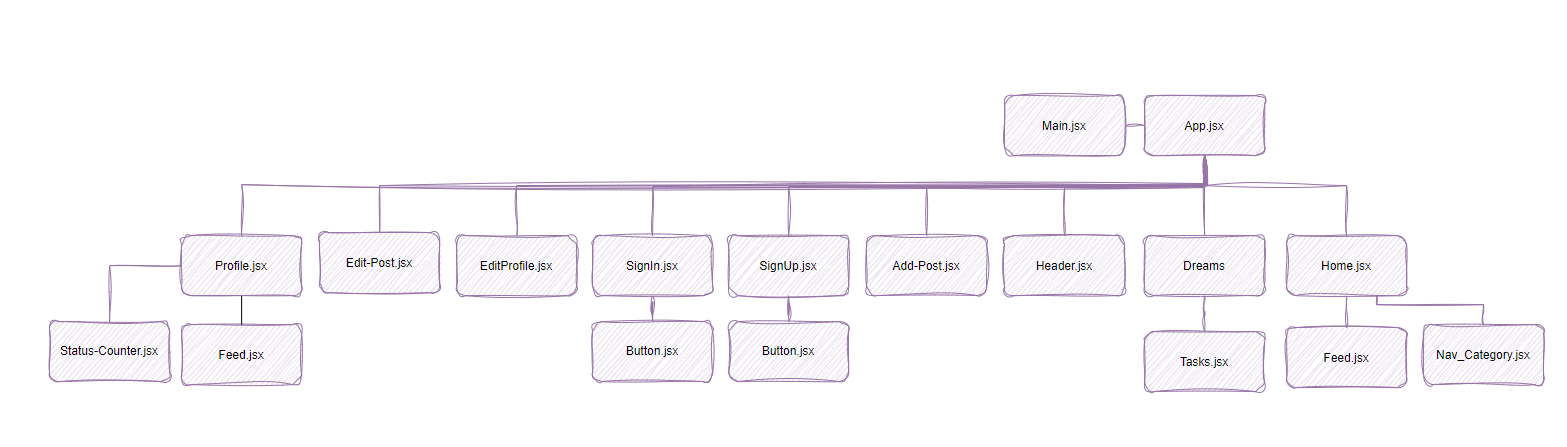 Main.jsx
App.jsx
Profile.jsx
Edit-Post.jsx
EditProfile.jsx
SignIn.jsx
SignUp.jsx
Add-Post.jsx
Header.jsx
Dreams
Home.jsx
Status-Counter.jsx
Feed.jsx
Button.jsx
Button.jsx
Tasks.jsx
Feed.jsx
Nav_Category.jsx